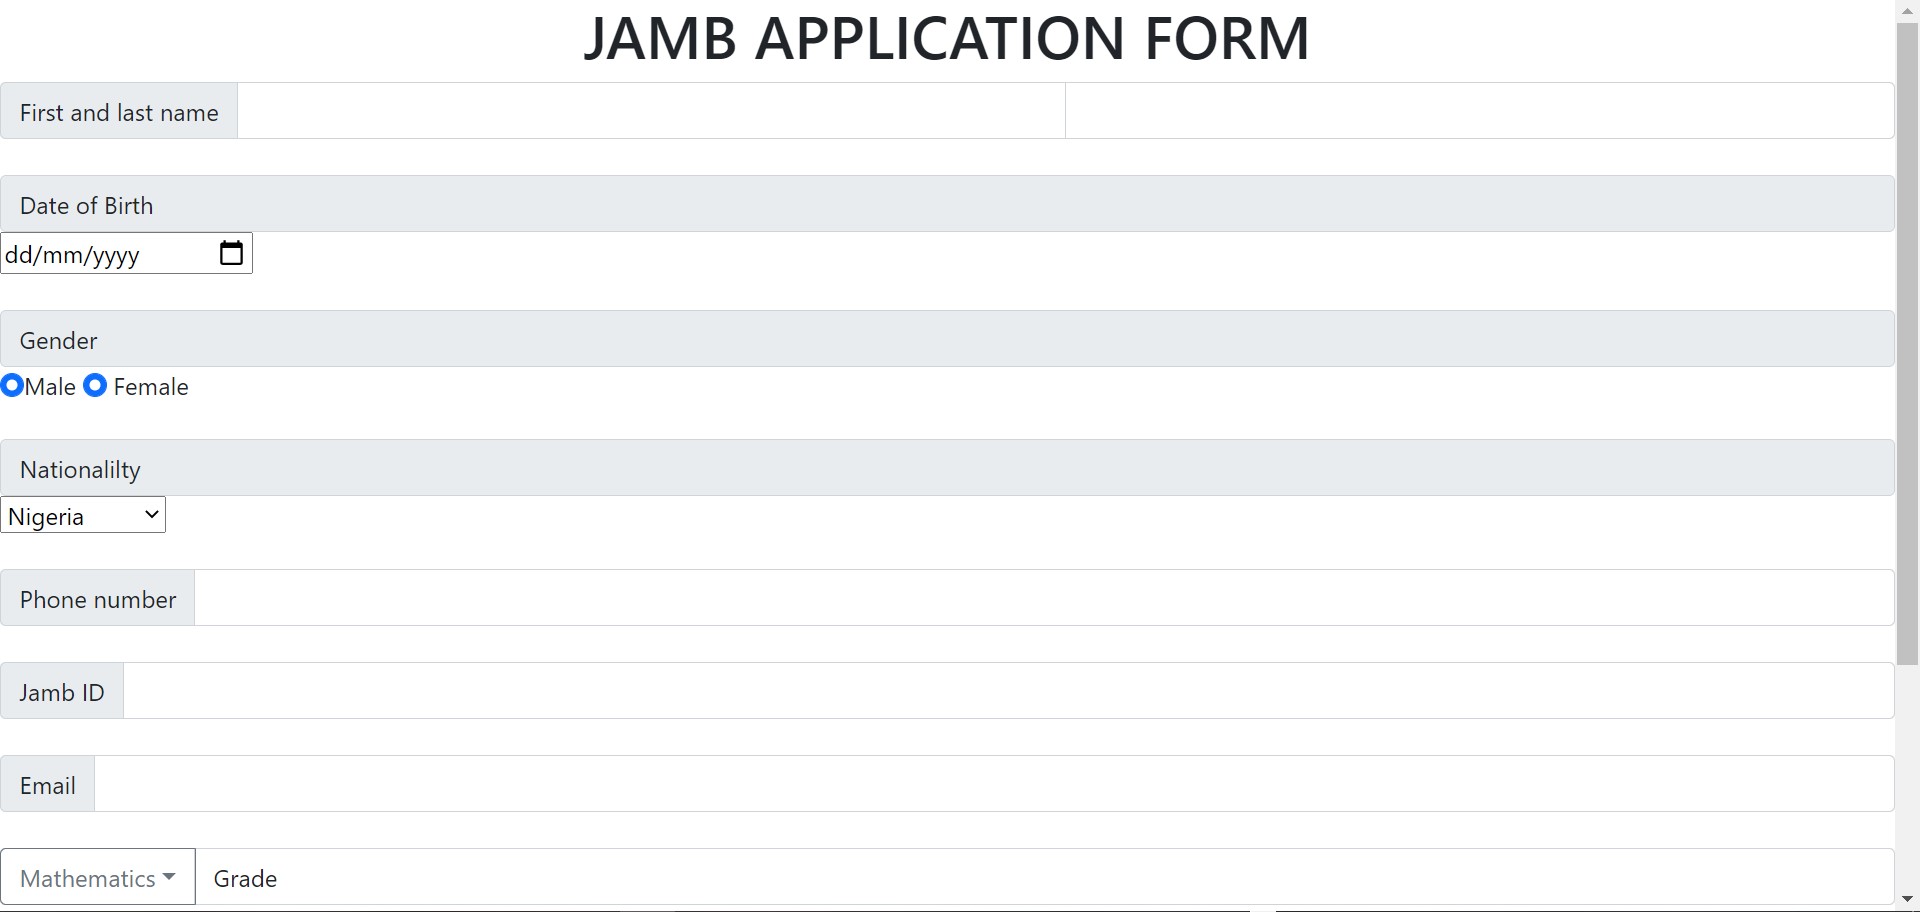 JAMB APPLICATION FORM
First and last name
Date of Birth
dd/mm/yyyy
Gender
Male Female
Nationalilty
Nigeria
Phone number
Jamb ID
Email
Mathematics Grade